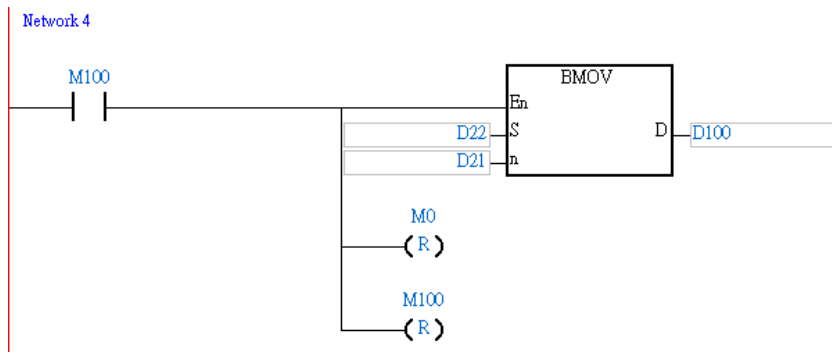 Network 4
M100
BMOV
En
D22 S D D100
D21 n
M0
R
M100
R